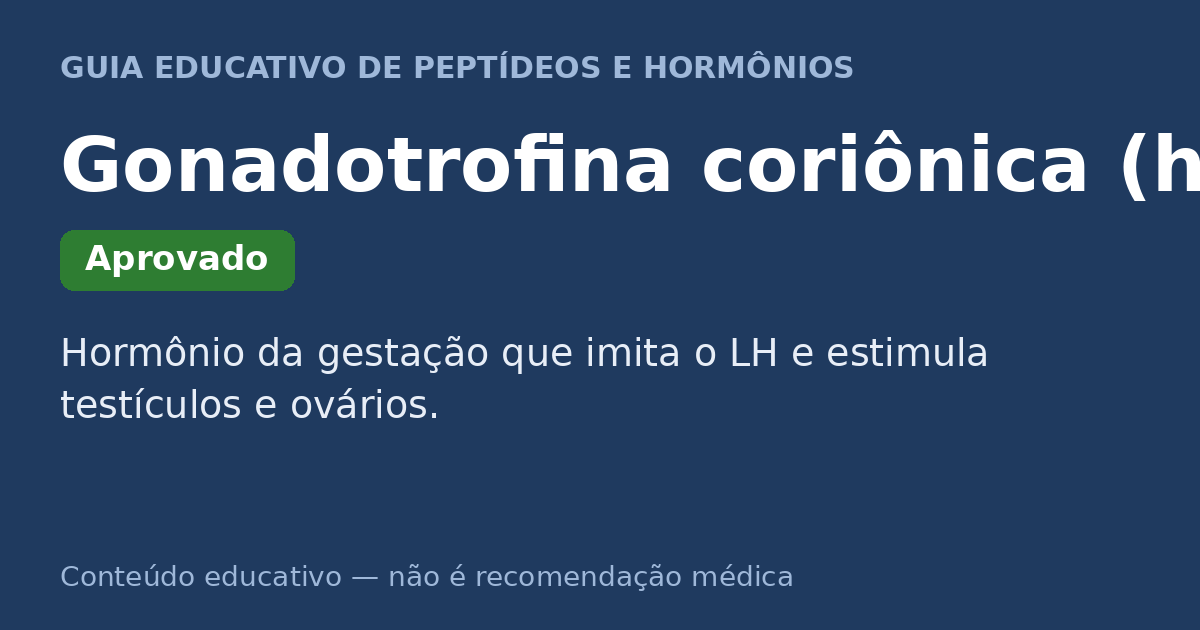 GUIA EDUCATIVO DE PEPTÍDEOS E HORMÔNIOS
Gonadotrofina coriônica (h
Aprovado
Hormônio da gestação que imita o LH e estimula
testículos e ovários.
Conteúdo educativo — não é recomendação médica